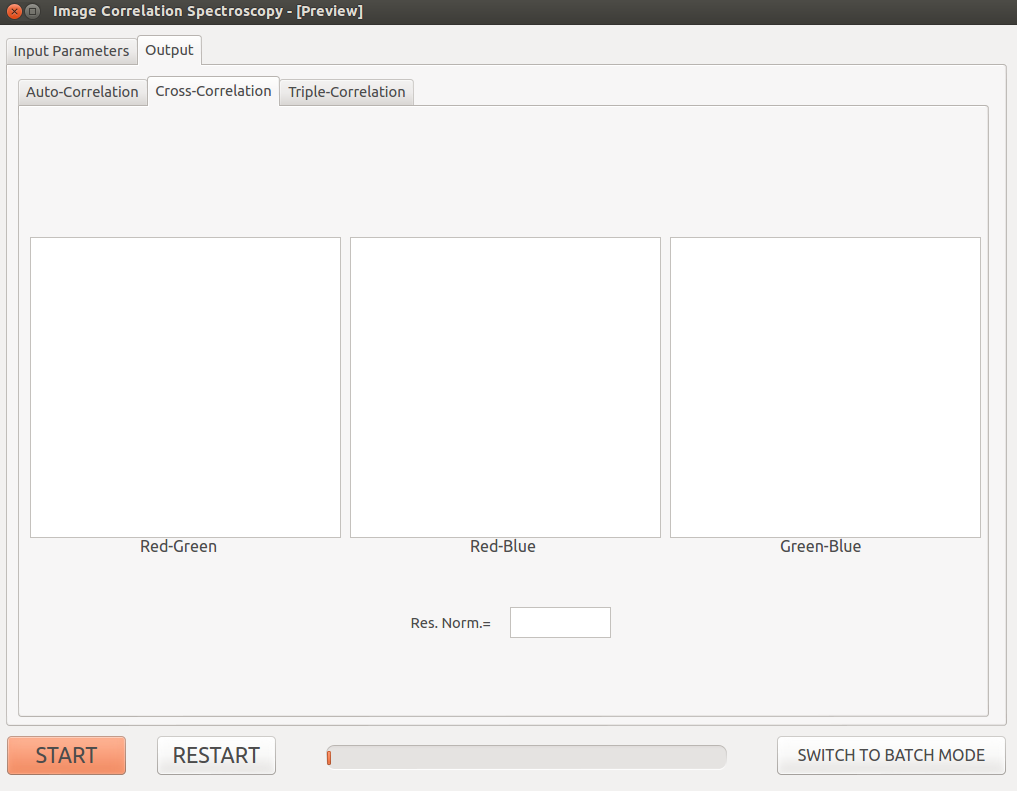 Image Correlation Spectroscopy - [Preview]
Input Parameters Output
Auto-Correlation Cross-Correlation Triple-Correlation
Red-Green Red-Blue Green-Blue
Res. Norm.=
START RESTART SWITCH TO BATCH MODE